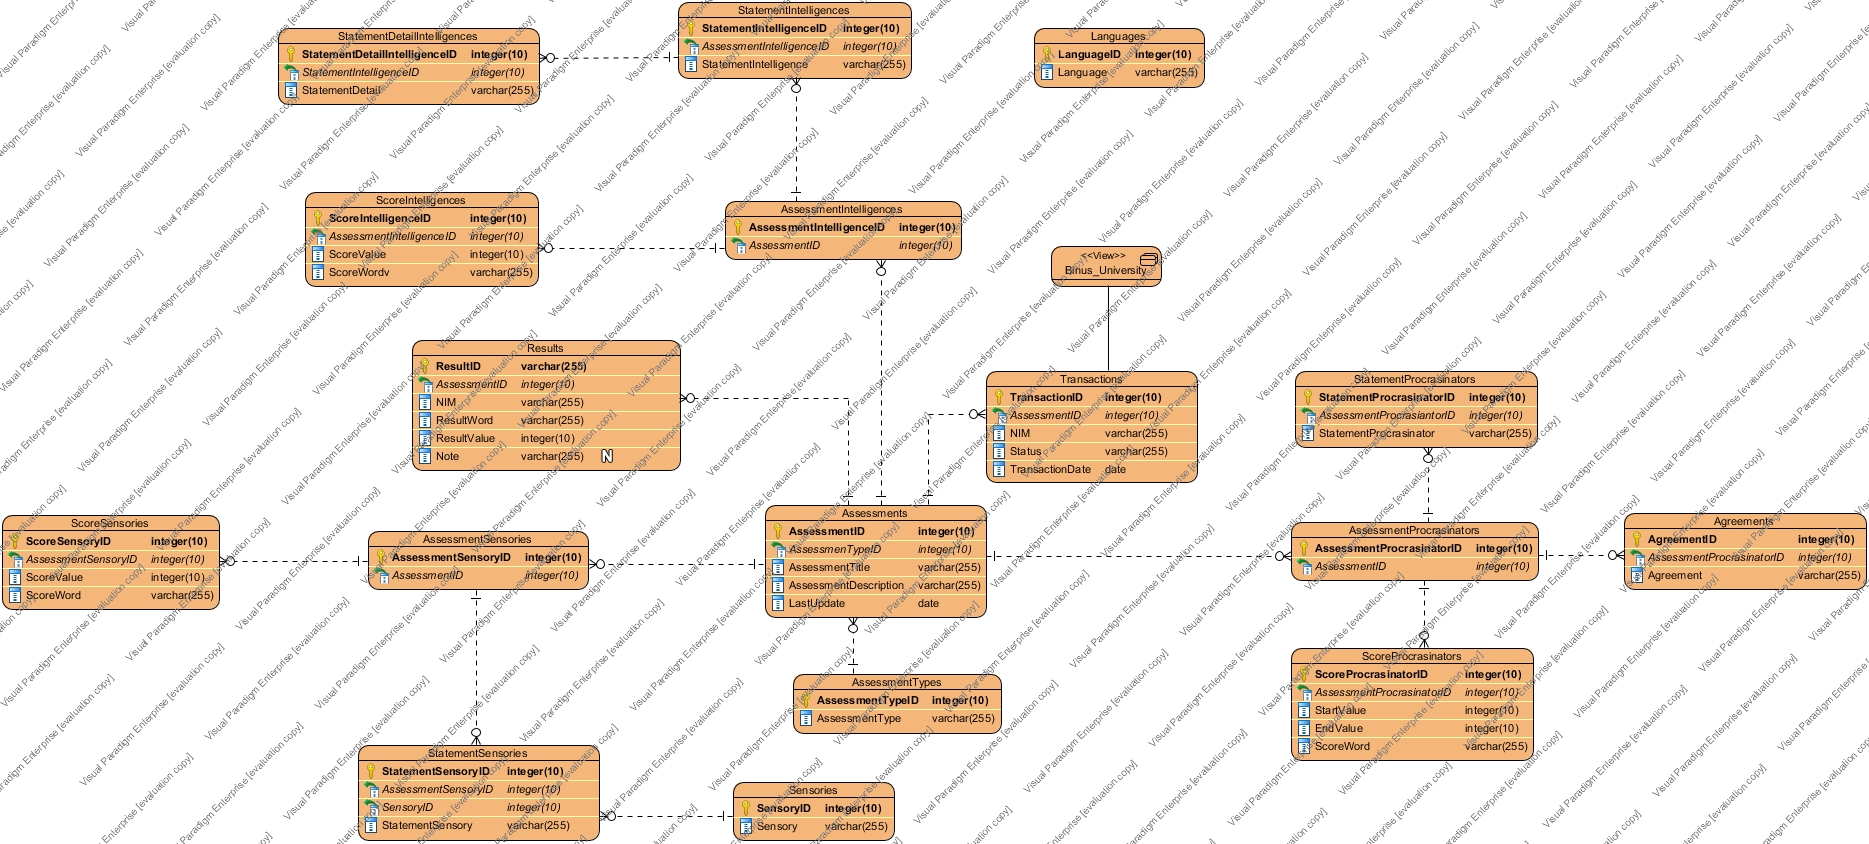 StatementIntelligences
StatementIntelligenceID integer(10)
AssessmentIntelligenceID integer(10)
StatementIntelligence varchar(255)
StatementDetailIntelligences
StatementDetailIntelligenceID integer(10)
StatementIntelligenceID integer(10)
StatementDetail varchar(255)
Languages
LanguageID integer(10)
Language varchar(255)
ScoreIntelligences
ScoreIntelligenceID integer(10)
AssessmentIntelligenceID integer(10)
ScoreValue integer(10)
ScoreWordv varchar(255)
AssessmentIntelligences
AssessmentIntelligenceID integer(10)
AssessmentID integer(10)
<<View>>
Binus_University
Results
ResultID varchar(255)
AssessmentID integer(10)
NIM varchar(255)
ResultWord varchar(255)
ResultValue integer(10)
Note varchar(255)
N
Transactions
TransactionID integer(10)
AssessmentID integer(10)
NIM varchar(255)
Status varchar(255)
TransactionDate date
StatementProcrasinators
StatementProcrasinatorID integer(10)
AssessmentProcrasiantorID integer(10)
StatementProcrasinator varchar(255)
ScoreSensories
ScoreSensoryID integer(10)
AssessmentSensoryID integer(10)
ScoreValue integer(10)
ScoreWord varchar(255)
AssessmentSensories
AssessmentSensoryID integer(10)
AssessmentID integer(10)
Assessments
AssessmentID integer(10)
AssessmenTypeID integer(10)
AssessmentTitle varchar(255)
AssessmentDescription varchar(255)
LastUpdate date
AssessmentProcrasinators
AssessmentProcrasinatorID integer(10)
AssessmentID integer(10)
Agreements
AgreementID integer(10)
AssessmentProcrasinatorID integer(10)
Agreement varchar(255)
AssessmentTypes
AssessmentTypeID integer(10)
AssessmentType varchar(255)
ScoreProcrasinators
ScoreProcrasinatorID integer(10)
AssessmentProcrasinatorID integer(10)
StartValue integer(10)
EndValue integer(10)
ScoreWord varchar(255)
StatementSensories
StatementSensoryID integer(10)
AssessmentSensoryID integer(10)
SensoryID integer(10)
StatementSensory varchar(255)
Sensories
SensoryID integer(10)
Sensory varchar(255)
Visual Paradigm Enterprise [evaluation copy]